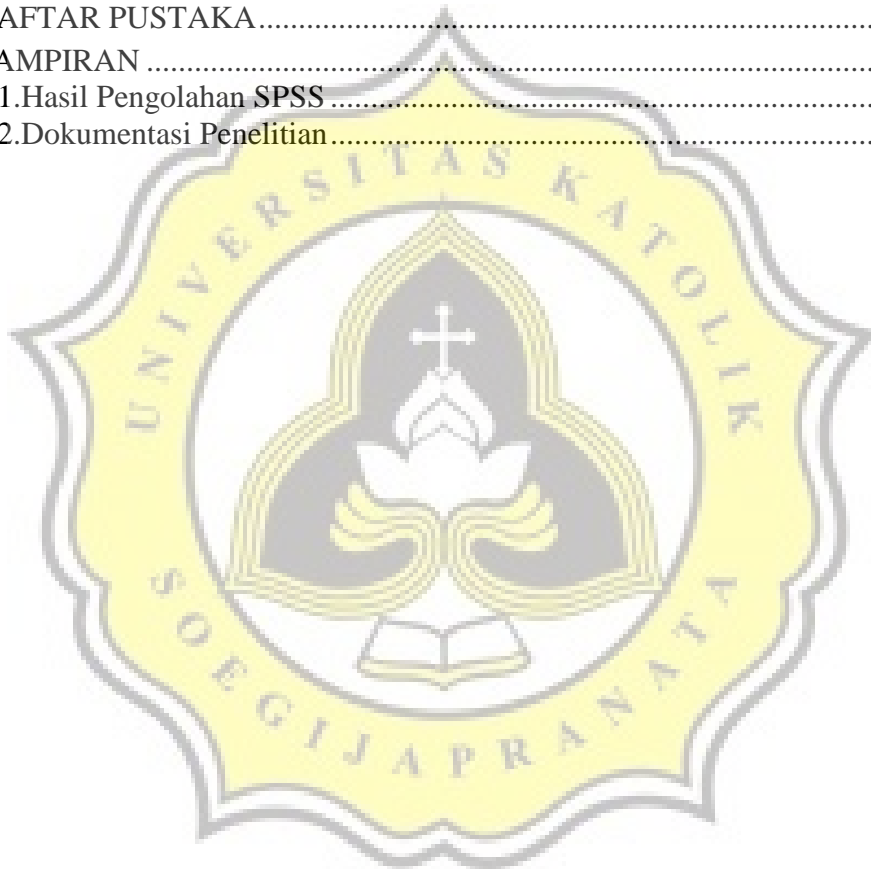 AFTAR PUSTAKA........................................................................................
AMPIRAN ....................................................................................................
1.Hasil Pengolahan SPSS ..............................................................................
2.Dokumentasi Penelitian..............................................................................
UNIVERSITAS KATOLIK
SOEGIJAPRANATA